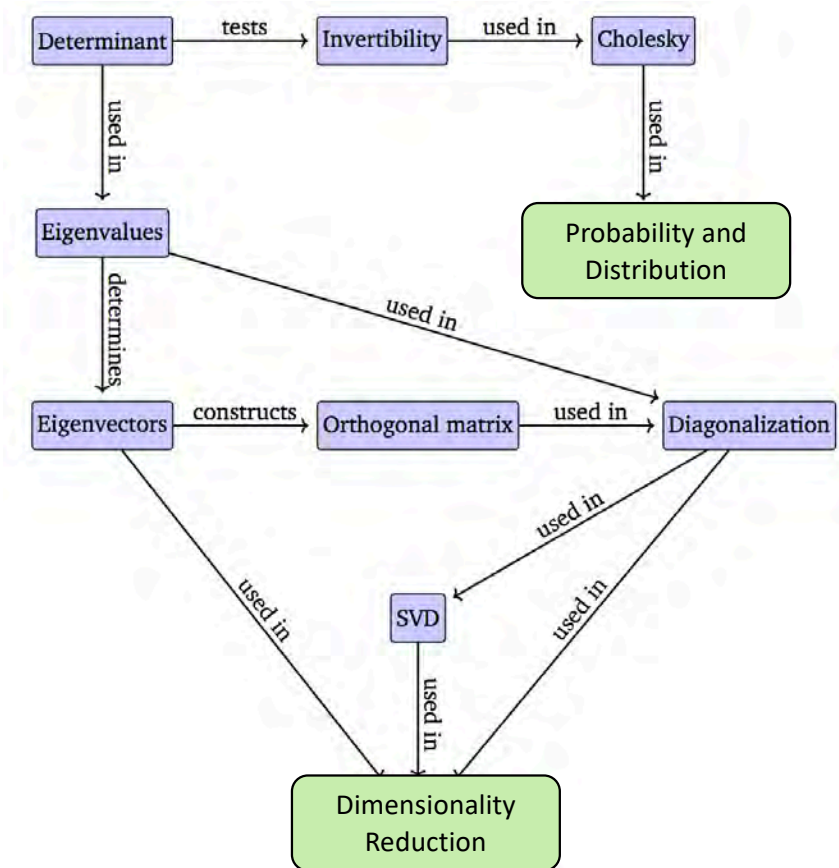 Determinant
tests
Invertibility
used in
Cholesky
used in
used in
Eigenvalues
Probability and
Distribution
determines
used in
Eigenvectors
constructs
Orthogonal matrix
used in
Diagonalization
used in
used in
used in
SVD
used in
Dimensionality
Reduction